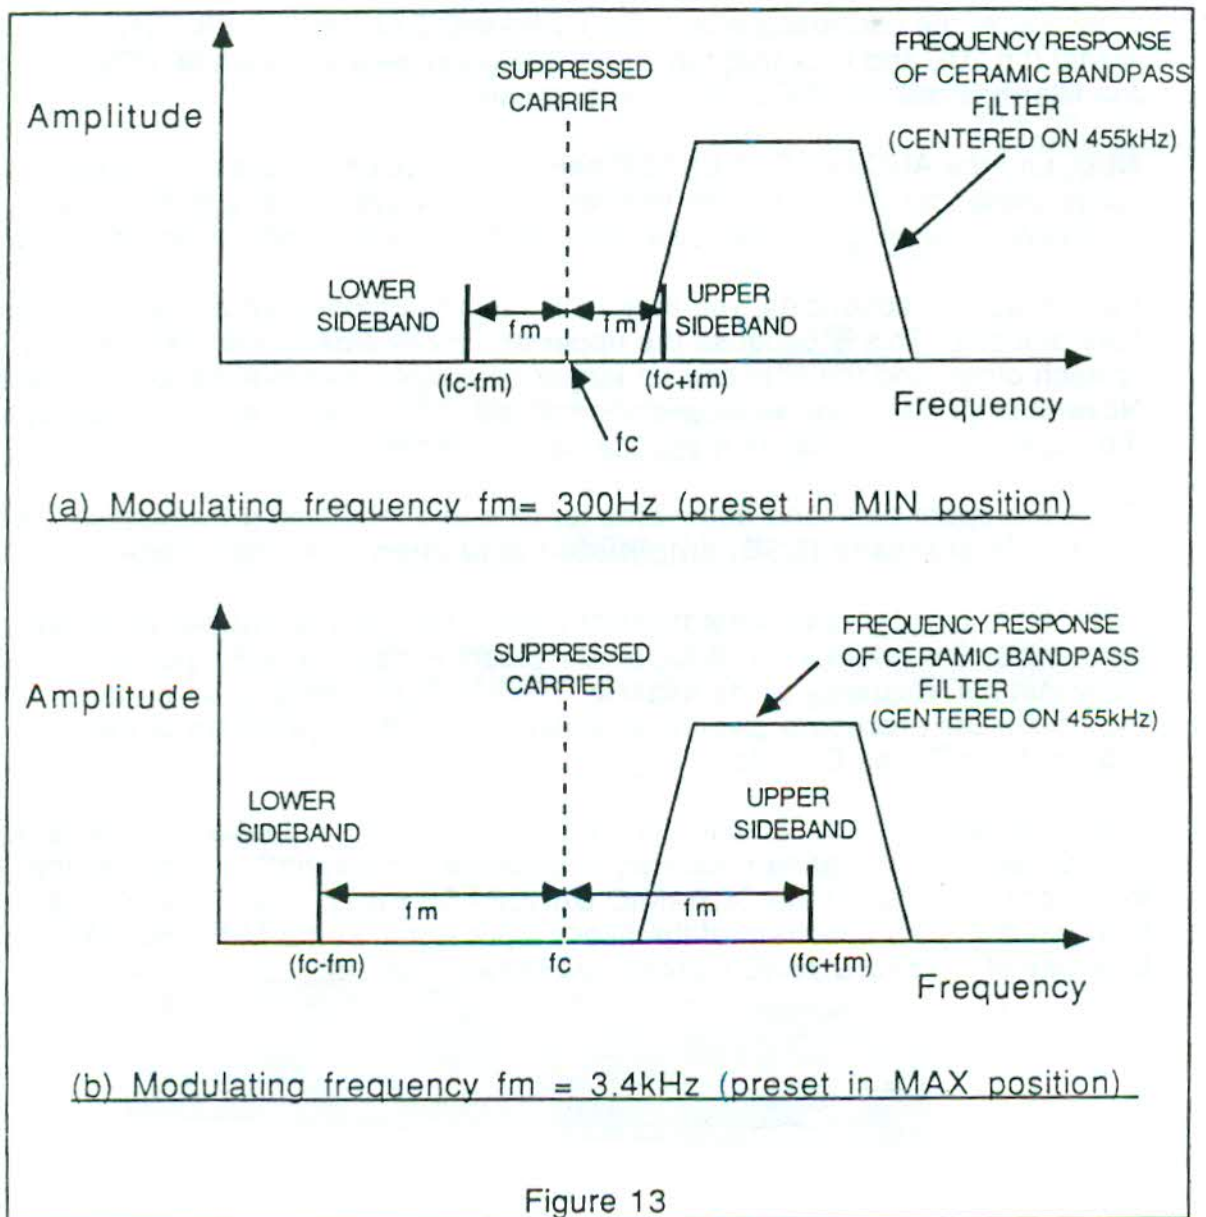 FREQUENCY RESPONSE
OF CERAMIC BANDPASS
FILTER
(CENTERED ON 455kHz)
SUPPRESSED
CARRIER
Amplitude
LOWER
SIDEBAND
fm
fm
UPPER
SIDEBAND
(fc-fm)
(fc+fm)
Frequency
fc
(a) Modulating frequency fm= 300Hz (preset in MIN position)
FREQUENCY RESPONSE
OF CERAMIC BANDPASS
FILTER
(CENTERED ON 455kHz)
SUPPRESSED
CARRIER
Amplitude
LOWER
SIDEBAND
UPPER
SIDEBAND
fm
fm
(fc-fm)
fc
(fc+fm)
Frequency
(b) Modulating frequency fm = 3.4kHz (preset in MAX position)
Figure 13